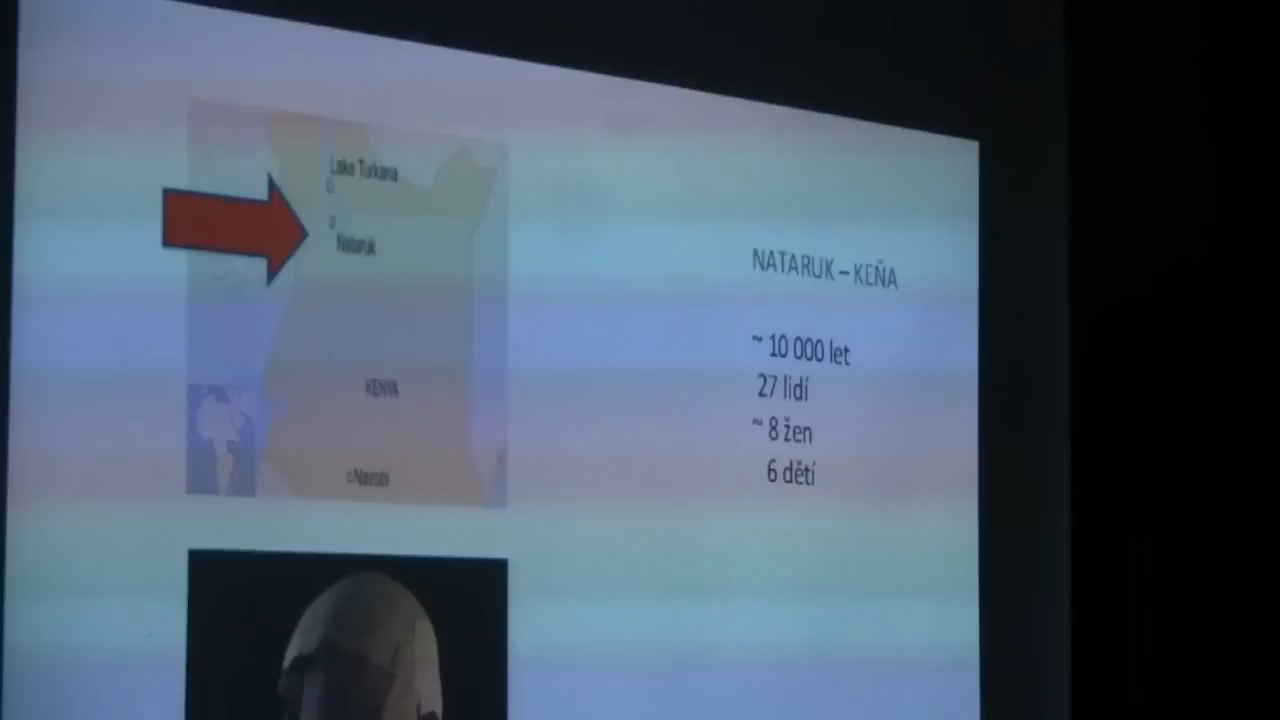 Lake Turkana
Nataruk
KENYA
Nairobi
NATARUK – KEŇA
~ 10 000 let
27 lidí
~ 8 žen
6 dětí